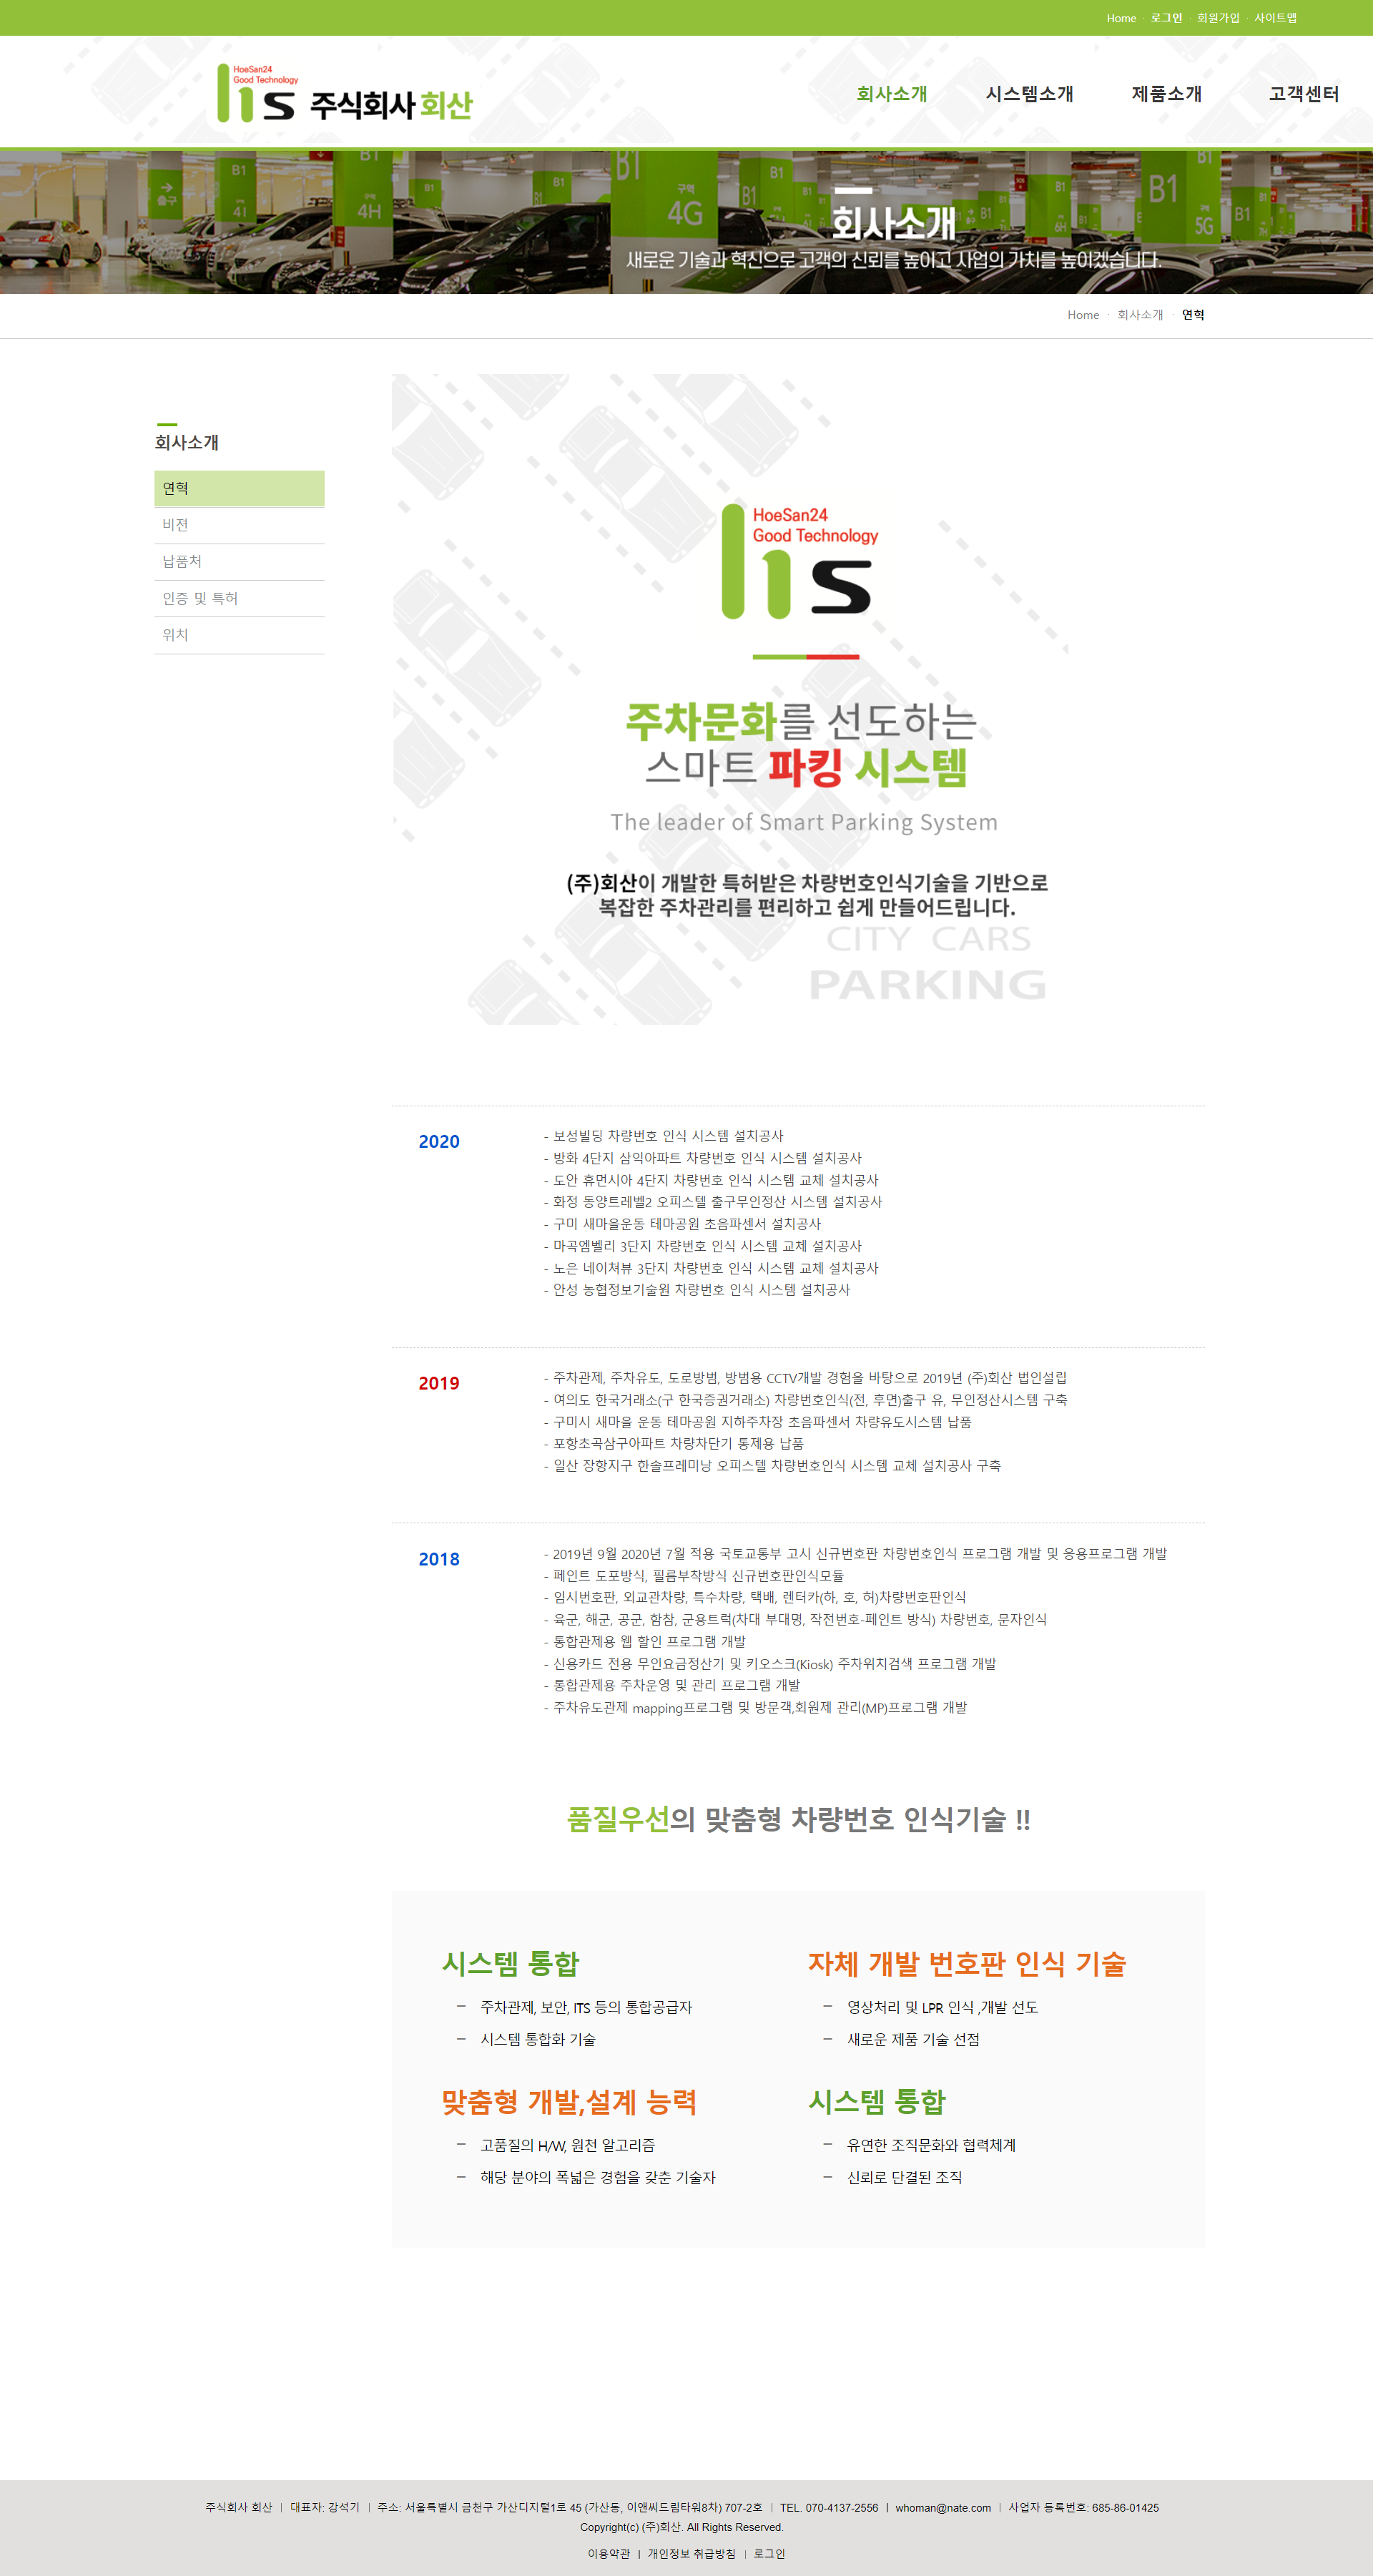 Home · 로그인 · 회원가입 · 사이트맵
HoeSan24
Good Technology
hs 주식회사 회산
회사소개 시스템소개 제품소개 고객센터
B1 B1 B1 B1 B1 B1 B1 B1 B1
출구 4I 4H 구역 4G 6H 5G
회사소개
새로운 기술과 혁신으로 고객의 신뢰를 높이고 사업의 가치를 높이겠습니다.
Home · 회사소개 · 연혁
회사소개
연혁
비젼
납품처
인증 및 특허
위치
HoeSan24
Good Technology
hs
주차문화를 선도하는
스마트 파킹 시스템
The leader of Smart Parking System
(주)회산이 개발한 특허받은 차량번호인식기술을 기반으로
복잡한 주차관리를 편리하고 쉽게 만들어드립니다.
CITY CARS
PARKING
2020
- 보성빌딩 차량번호 인식 시스템 설치공사
- 방화 4단지 삼익아파트 차량번호 인식 시스템 설치공사
- 도안 휴먼시아 4단지 차량번호 인식 시스템 교체 설치공사
- 화정 동양트레벨2 오피스텔 출구무인정산 시스템 설치공사
- 구미 새마을운동 테마공원 초음파센서 설치공사
- 마곡엠벨리 3단지 차량번호 인식 시스템 교체 설치공사
- 노은 네이쳐뷰 3단지 차량번호 인식 시스템 교체 설치공사
- 안성 농협정보기술원 차량번호 인식 시스템 설치공사
2019
- 주차관제, 주차유도, 도로방범, 방범용 CCTV개발 경험을 바탕으로 2019년 (주)회산 법인설립
- 여의도 한국거래소(구 한국증권거래소) 차량번호인식(전, 후면)출구 유, 무인정산시스템 구축
- 구미시 새마을 운동 테마공원 지하주차장 초음파센서 차량유도시스템 납품
- 포항초곡삼구아파트 차량차단기 통제용 납품
- 일산 장항지구 한솔프레미낭 오피스텔 차량번호인식 시스템 교체 설치공사 구축
2018
- 2019년 9월 2020년 7월 적용 국토교통부 고시 신규번호판 차량번호인식 프로그램 개발 및 응용프로그램 개발
- 페인트 도포방식, 필름부착방식 신규번호판인식모듈
- 임시번호판, 외교관차량, 특수차량, 택배, 렌터카(하, 호, 허)차량번호판인식
- 육군, 해군, 공군, 함참, 군용트럭(차대 부대명, 작전번호-페인트 방식) 차량번호, 문자인식
- 통합관제용 웹 할인 프로그램 개발
- 신용카드 전용 무인요금정산기 및 키오스크(Kiosk) 주차위치검색 프로그램 개발
- 통합관제용 주차운영 및 관리 프로그램 개발
- 주차유도관제 mapping프로그램 및 방문객,회원제 관리(MP)프로그램 개발
품질우선의 맞춤형 차량번호 인식기술 !!
시스템 통합
― 주차관제, 보안, ITS 등의 통합공급자
― 시스템 통합화 기술
자체 개발 번호판 인식 기술
― 영상처리 및 LPR 인식 ,개발 선도
― 새로운 제품 기술 선점
맞춤형 개발,설계 능력
― 고품질의 H/W, 원천 알고리즘
― 해당 분야의 폭넓은 경험을 갖춘 기술자
시스템 통합
― 유연한 조직문화와 협력체계
― 신뢰로 단결된 조직
주식회사 회산 | 대표자: 강석기 | 주소: 서울특별시 금천구 가산디지털1로 45 (가산동, 이앤씨드림타워8차) 707-2호 | TEL. 070-4137-2556 | whoman@nate.com | 사업자 등록번호: 685-86-01425
Copyright(c) (주)회산. All Rights Reserved.
이용약관 | 개인정보 취급방침 | 로그인